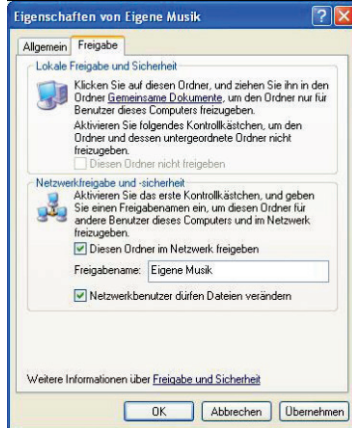 Eigenschaften von Eigene Musik
Allgemein Freigabe
Lokale Freigabe und Sicherheit
Klicken Sie auf diesen Ordner, und ziehen Sie ihn in den
Ordner Gemeinsame Dokumente, um den Ordner nur für
Benutzer dieses Computers freizugeben.
Aktivieren Sie folgendes Kontrollkästchen, um den
Ordner und dessen untergeordnete Ordner nicht
freizugeben.
Diesen Ordner nicht freigeben
Netzwerkfreigabe und -sicherheit
Aktivieren Sie das erste Kontrollkästchen, und geben
Sie einen Freigabenamen ein, um diesen Ordner für
andere Benutzer dieses Computers und im Netzwerk
freizugeben.
Diesen Ordner im Netzwerk freigeben
Freigabename: Eigene Musik
Netzwerkbenutzer dürfen Dateien verändern
Weitere Informationen über Freigabe und Sicherheit
OK Abbrechen Übernehmen